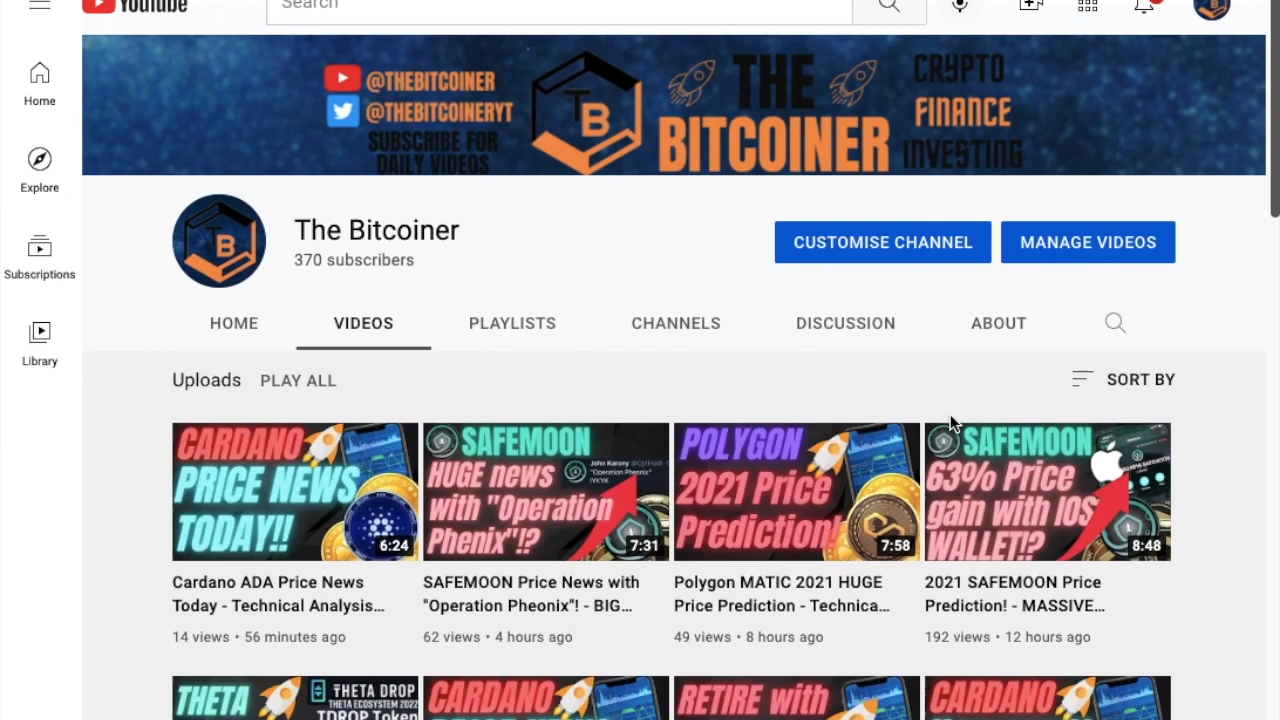 YouTube
Search
Home
Explore
Subscriptions
Library
@THEBITCOINER
@THEBITCOINERYT
SUBSCRIBE FOR
DAILY VIDEOS
TB
THE
BITCOINER
CRYPTO
FINANCE
INVESTING
TB
The Bitcoiner
370 subscribers
CUSTOMISE CHANNEL
MANAGE VIDEOS
HOME
VIDEOS
PLAYLISTS
CHANNELS
DISCUSSION
ABOUT
Uploads
PLAY ALL
SORT BY
CARDANO
PRICE NEWS
TODAY!!
6:24
Cardano ADA Price News
Today - Technical Analysis...
14 views • 56 minutes ago
SAFEMOON
HUGE news
with "Operation
Phenix"!?
John Karony
"Operation Pheonix"
IYKYK
7:31
SAFEMOON Price News with
"Operation Pheonix"! - BIG...
62 views • 4 hours ago
POLYGON
2021 Price
Prediction!
7:58
Polygon MATIC 2021 HUGE
Price Prediction - Technica...
49 views • 8 hours ago
SAFEMOON
63% Price
gain with IOS
WALLET!?
8:48
2021 SAFEMOON Price
Prediction! - MASSIVE...
192 views • 12 hours ago
THETA
THETA DROP
THETA ECOSYSTEM 2022
TDROP Token
CARDANO
RETIRE with
CARDANO